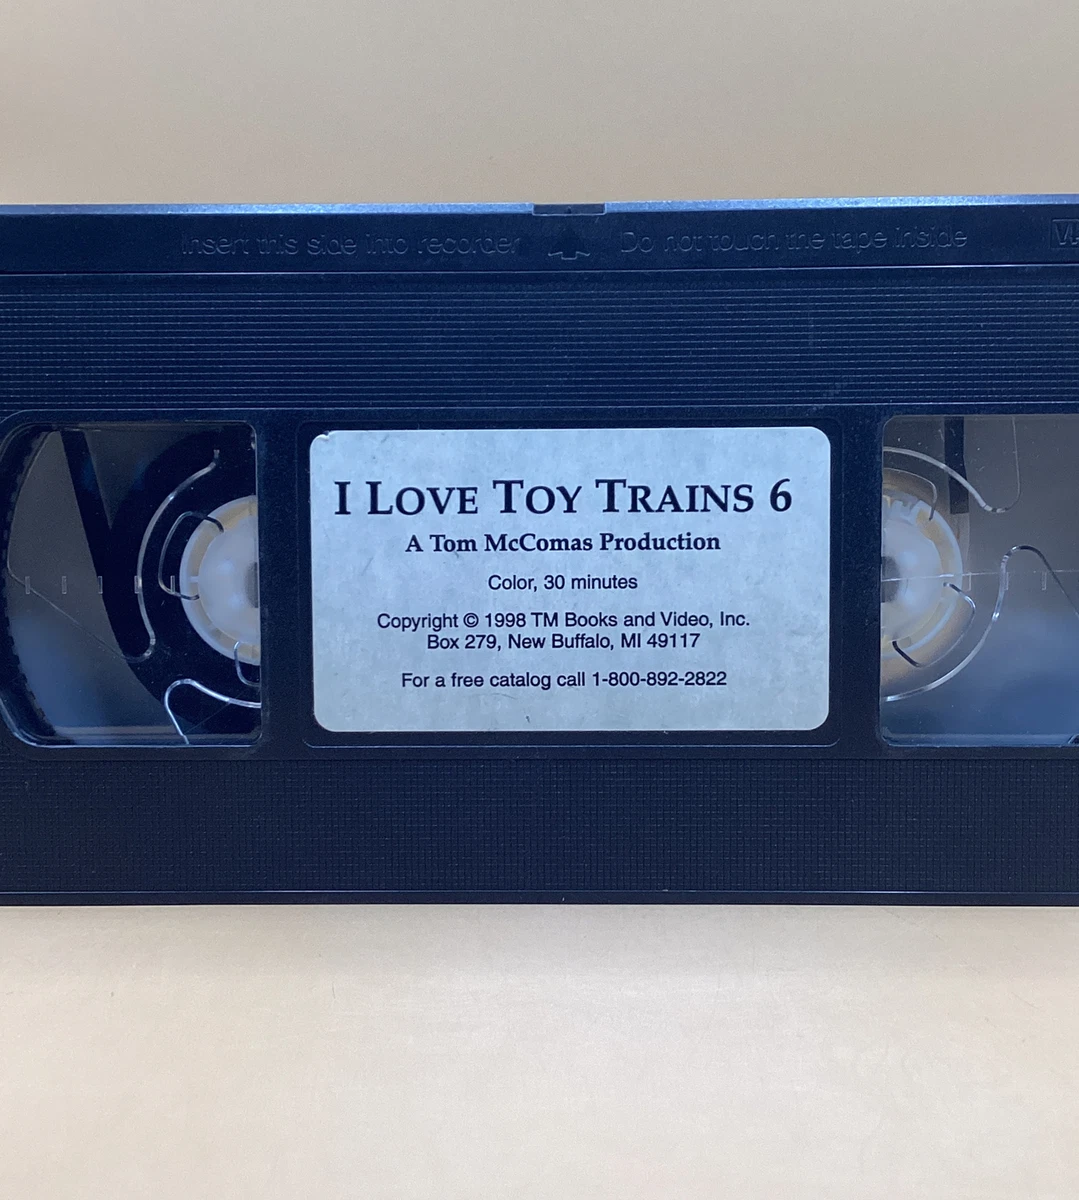 Insert this side into recorder Do not touch the tape inside
I LOVE TOY TRAINS 6
A Tom McComas Production
Color, 30 minutes
Copyright © 1998 TM Books and Video, Inc.
Box 279, New Buffalo, MI 49117
For a free catalog call 1-800-892-2822